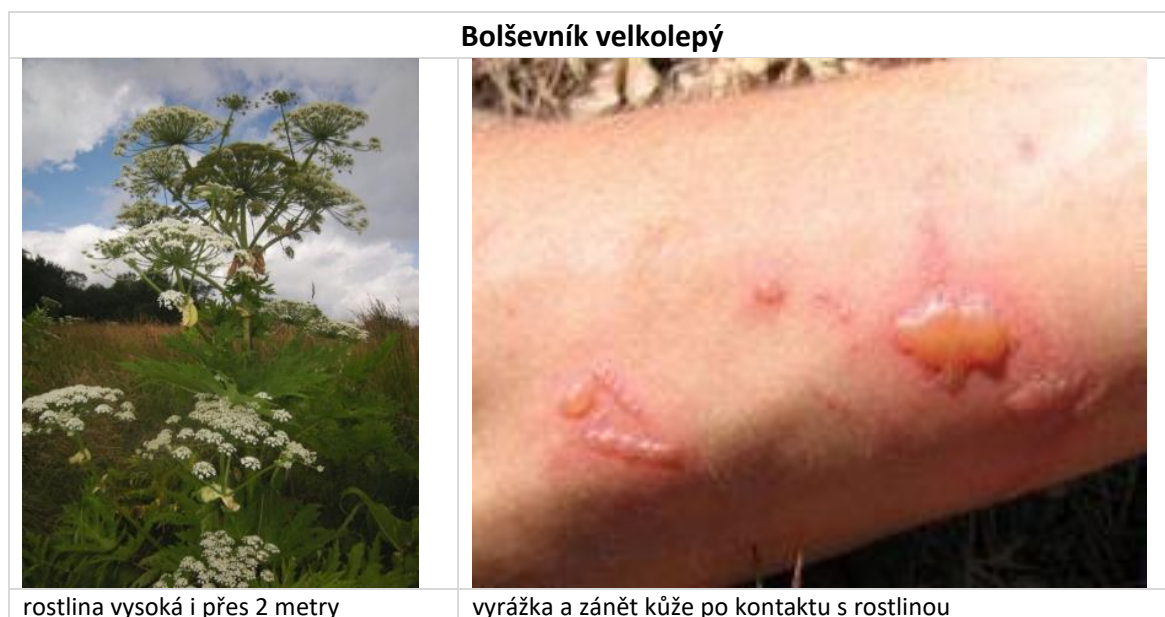 Bolševník velkolepý
rostlina vysoká i přes 2 metry
vyrážka a zánět kůže po kontaktu s rostlinou